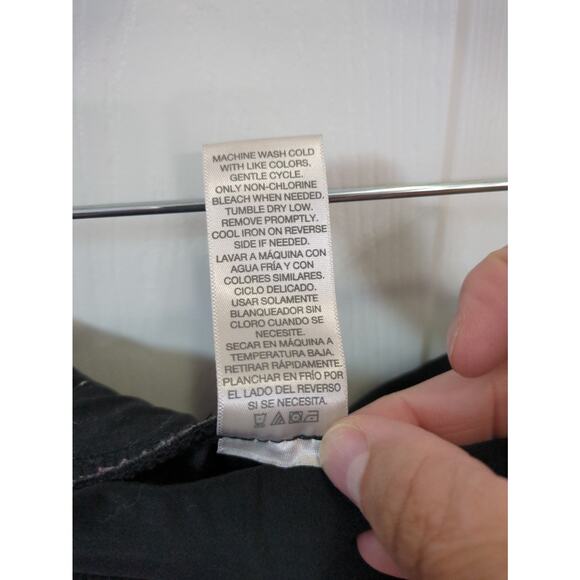 MACHINE WASH COLD
WITH LIKE COLORS,
GENTLE CYCLE.
ONLY NON-CHLORINE
BLEACH WHEN NEEDED.
TUMBLE DRY LOW.
REMOVE PROMPTLY.
COOL IRON ON REVERSE
SIDE IF NEEDED.
LAVAR A MÁQUINA CON
AGUA FRÍA Y CON
COLORES SIMILARES.
CICLO DELICADO.
USAR SOLAMENTE
BLANQUEADOR SIN
CLORO CUANDO SE
NECESITE.
SECAR EN MÁQUINA A
TEMPERATURA BAJA.
RETIRAR RÁPIDAMENTE.
PLANCHAR EN FRÍO POR
EL LADO DEL REVERSO
SI SE NECESITA.